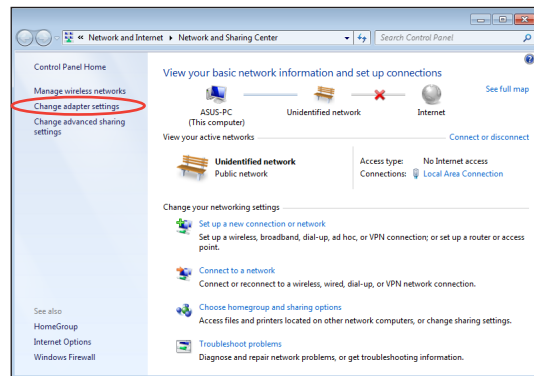 « Network and Internet ▸ Network and Sharing Center
Search Control Panel
Control Panel Home
Manage wireless networks
Change adapter settings
Change advanced sharing
settings
See also
HomeGroup
Internet Options
Windows Firewall
View your basic network information and set up connections
See full map
ASUS-PC
(This computer)
Unidentified network
Internet
View your active networks
Connect or disconnect
Unidentified network
Public network
Access type: No Internet access
Connections: Local Area Connection
Change your networking settings
Set up a new connection or network
Set up a wireless, broadband, dial-up, ad hoc, or VPN connection; or set up a router or access
point.
Connect to a network
Connect or reconnect to a wireless, wired, dial-up, or VPN network connection.
Choose homegroup and sharing options
Access files and printers located on other network computers, or change sharing settings.
Troubleshoot problems
Diagnose and repair network problems, or get troubleshooting information.